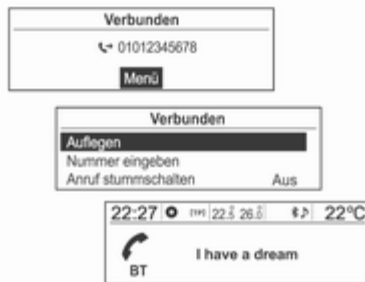 Verbunden
01012345678
Menü
Verbunden
Auflegen
Nummer eingeben
Anruf stummschalten Aus
22:27 22.5 26.0 22°C
I have a dream
BT